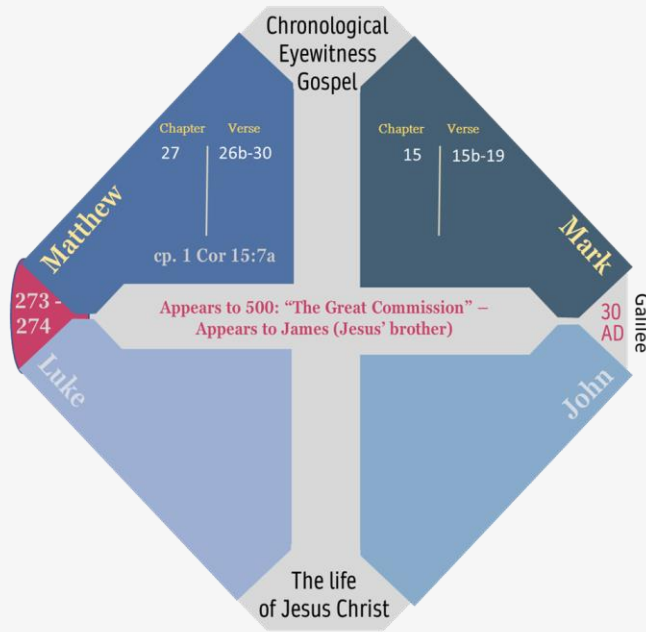 Chronological
Eyewitness
Gospel
Chapter Verse
27 26b-30
Chapter Verse
15 15b-19
Matthew
Mark
cp. 1 Cor 15:7a
273 -
274
Appears to 500: “The Great Commission” –
Appears to James (Jesus’ brother)
30
AD
Galilee
Luke
John
The life
of Jesus Christ